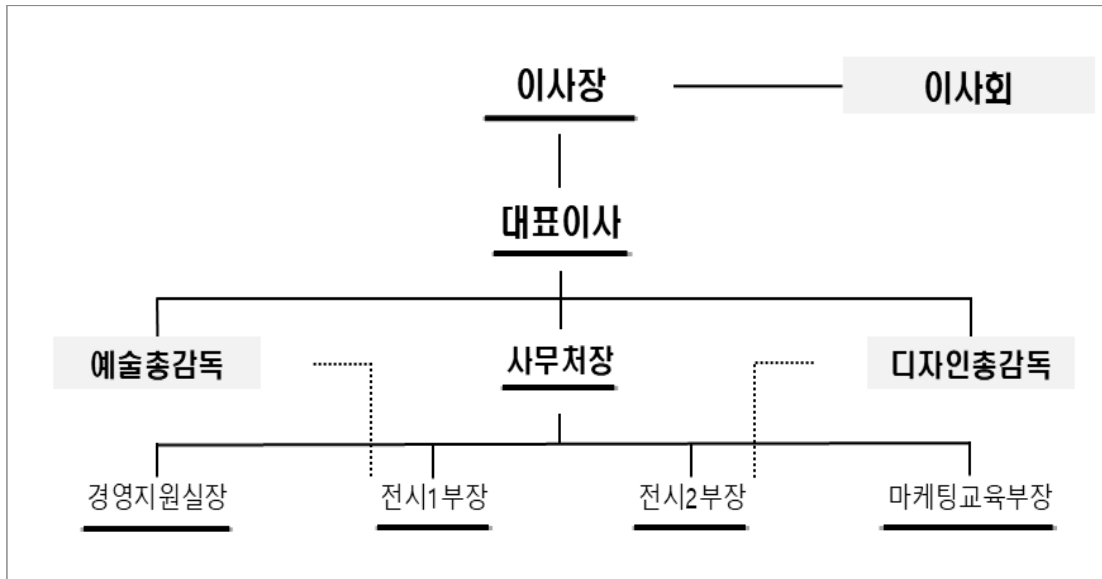 이사장
이사회
대표이사
예술총감독
사무처장
디자인총감독
경영지원실장
전시1부장
전시2부장
마케팅교육부장